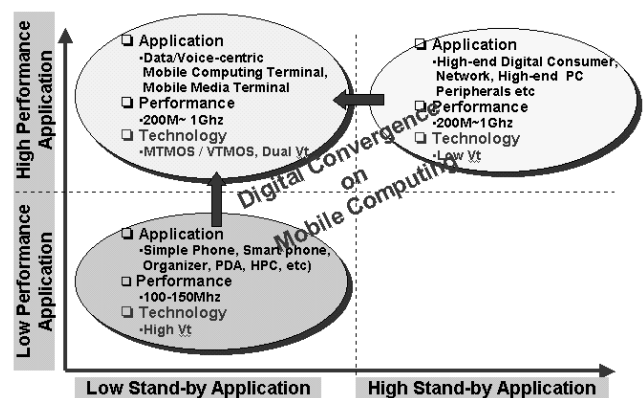 High Performance
Application
Low Performance
Application
❑ Application
•Data/Voice-centric
Mobile Computing Terminal,
Mobile Media Terminal
❑ Performance
•200M~ 1Ghz
❑ Technology
•MTMOS / VTMOS, Dual Vt
❑ Application
•High-end Digital Consumer,
Network, High-end PC
Peripherals etc
❑ Performance
•200M~1Ghz
❑ Technology
•Low Vt
Digital Convergence
on
Mobile Computing
❑ Application
•Simple Phone, Smart phone,
Organizer, PDA, HPC, etc)
❑ Performance
•100-150Mhz
❑ Technology
•High Vt
Low Stand-by Application
High Stand-by Application